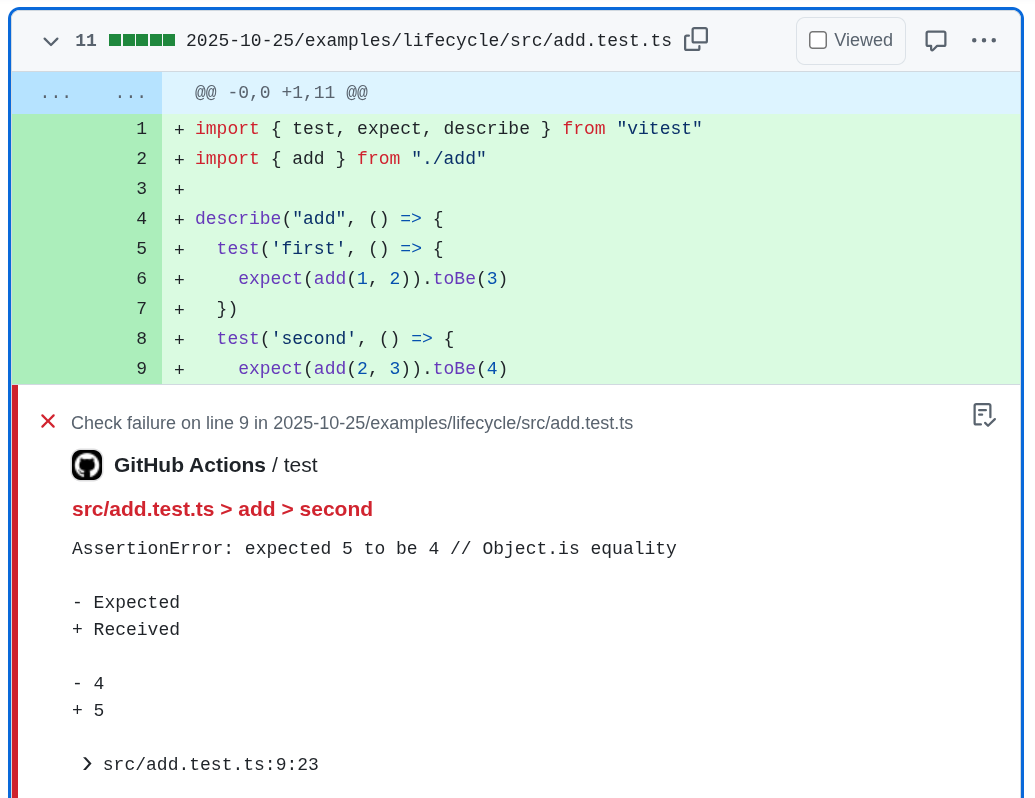 11 2025-10-25/examples/lifecycle/src/add.test.ts Viewed
... ... @@ -0,0 +1,11 @@
1 + import { test, expect, describe } from "vitest"
2 + import { add } from "./add"
3 +
4 + describe("add", () => {
5 +   test('first', () => {
6 +     expect(add(1, 2)).toBe(3)
7 +   })
8 +   test('second', () => {
9 +     expect(add(2, 3)).toBe(4)
Check failure on line 9 in 2025-10-25/examples/lifecycle/src/add.test.ts
GitHub Actions / test
src/add.test.ts > add > second
AssertionError: expected 5 to be 4 // Object.is equality
- Expected
+ Received
- 4
+ 5
❯ src/add.test.ts:9:23